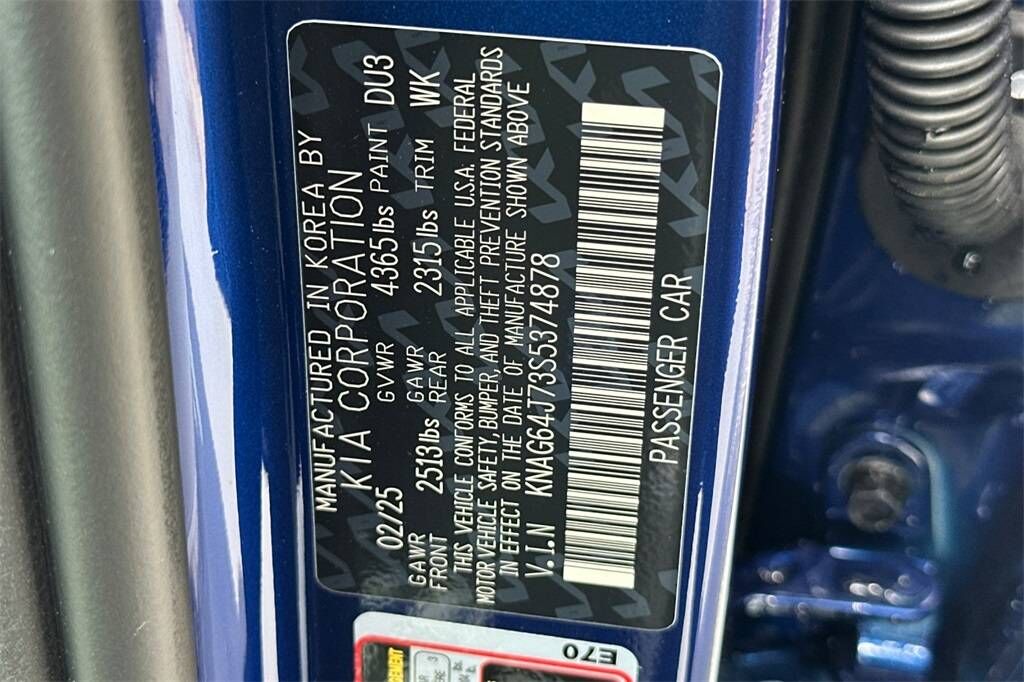 MANUFACTURED IN KOREA BY
KIA CORPORATION
02/25 GVWR 4365lbs PAINT DU3
GAWR FRONT 2513lbs GAWR REAR 2315lbs TRIM WK
THIS VEHICLE CONFORMS TO ALL APPLICABLE U.S.A. FEDERAL
MOTOR VEHICLE SAFETY, BUMPER, AND THEFT PREVENTION STANDARDS
IN EFFECT ON THE DATE OF MANUFACTURE SHOWN ABOVE
V.I.N KNAG64J73S5374878
PASSENGER CAR
E70